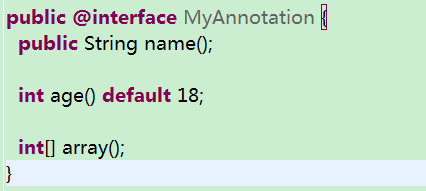 public @interface MyAnnotation {
public String name();
int age() default 18;
int[] array();
}